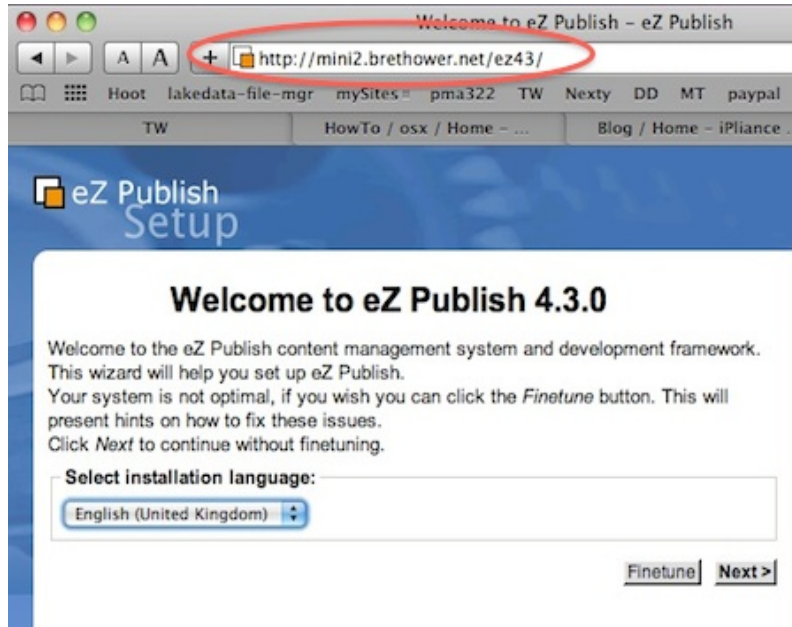 Welcome to eZ Publish – eZ Publish
A A + http://mini2.brethower.net/ez43/
Hoot lakedata-file-mgr mySites pma322 TW Nexty DD MT paypal
TW HowTo / osx / Home – ... Blog / Home – iPliance .
eZ Publish
Setup
Welcome to eZ Publish 4.3.0
Welcome to the eZ Publish content management system and development framework.
This wizard will help you set up eZ Publish.
Your system is not optimal, if you wish you can click the Finetune button. This will
present hints on how to fix these issues.
Click Next to continue without finetuning.
Select installation language:
English (United Kingdom)
Finetune Next >